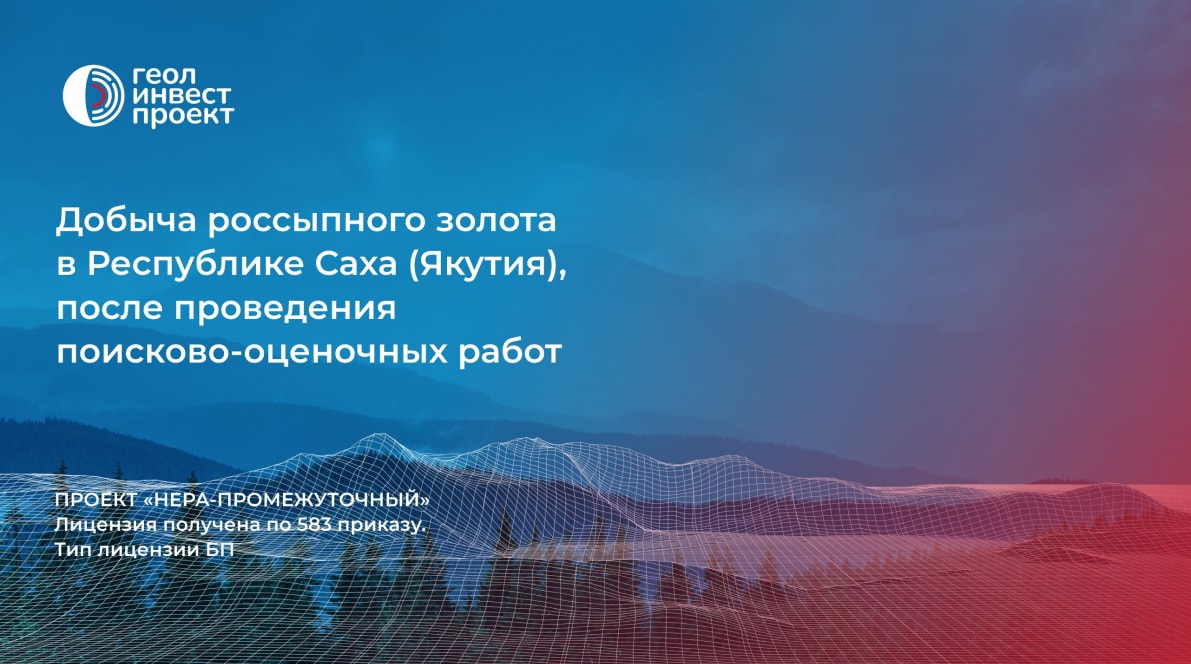 геол
инвест
проект
Добыча россыпного золота
в Республике Саха (Якутия),
после проведения
поисково-оценочных работ
ПРОЕКТ «НЕРА-ПРОМЕЖУТОЧНЫЙ»
Лицензия получена по 583 приказу.
Тип лицензии БП